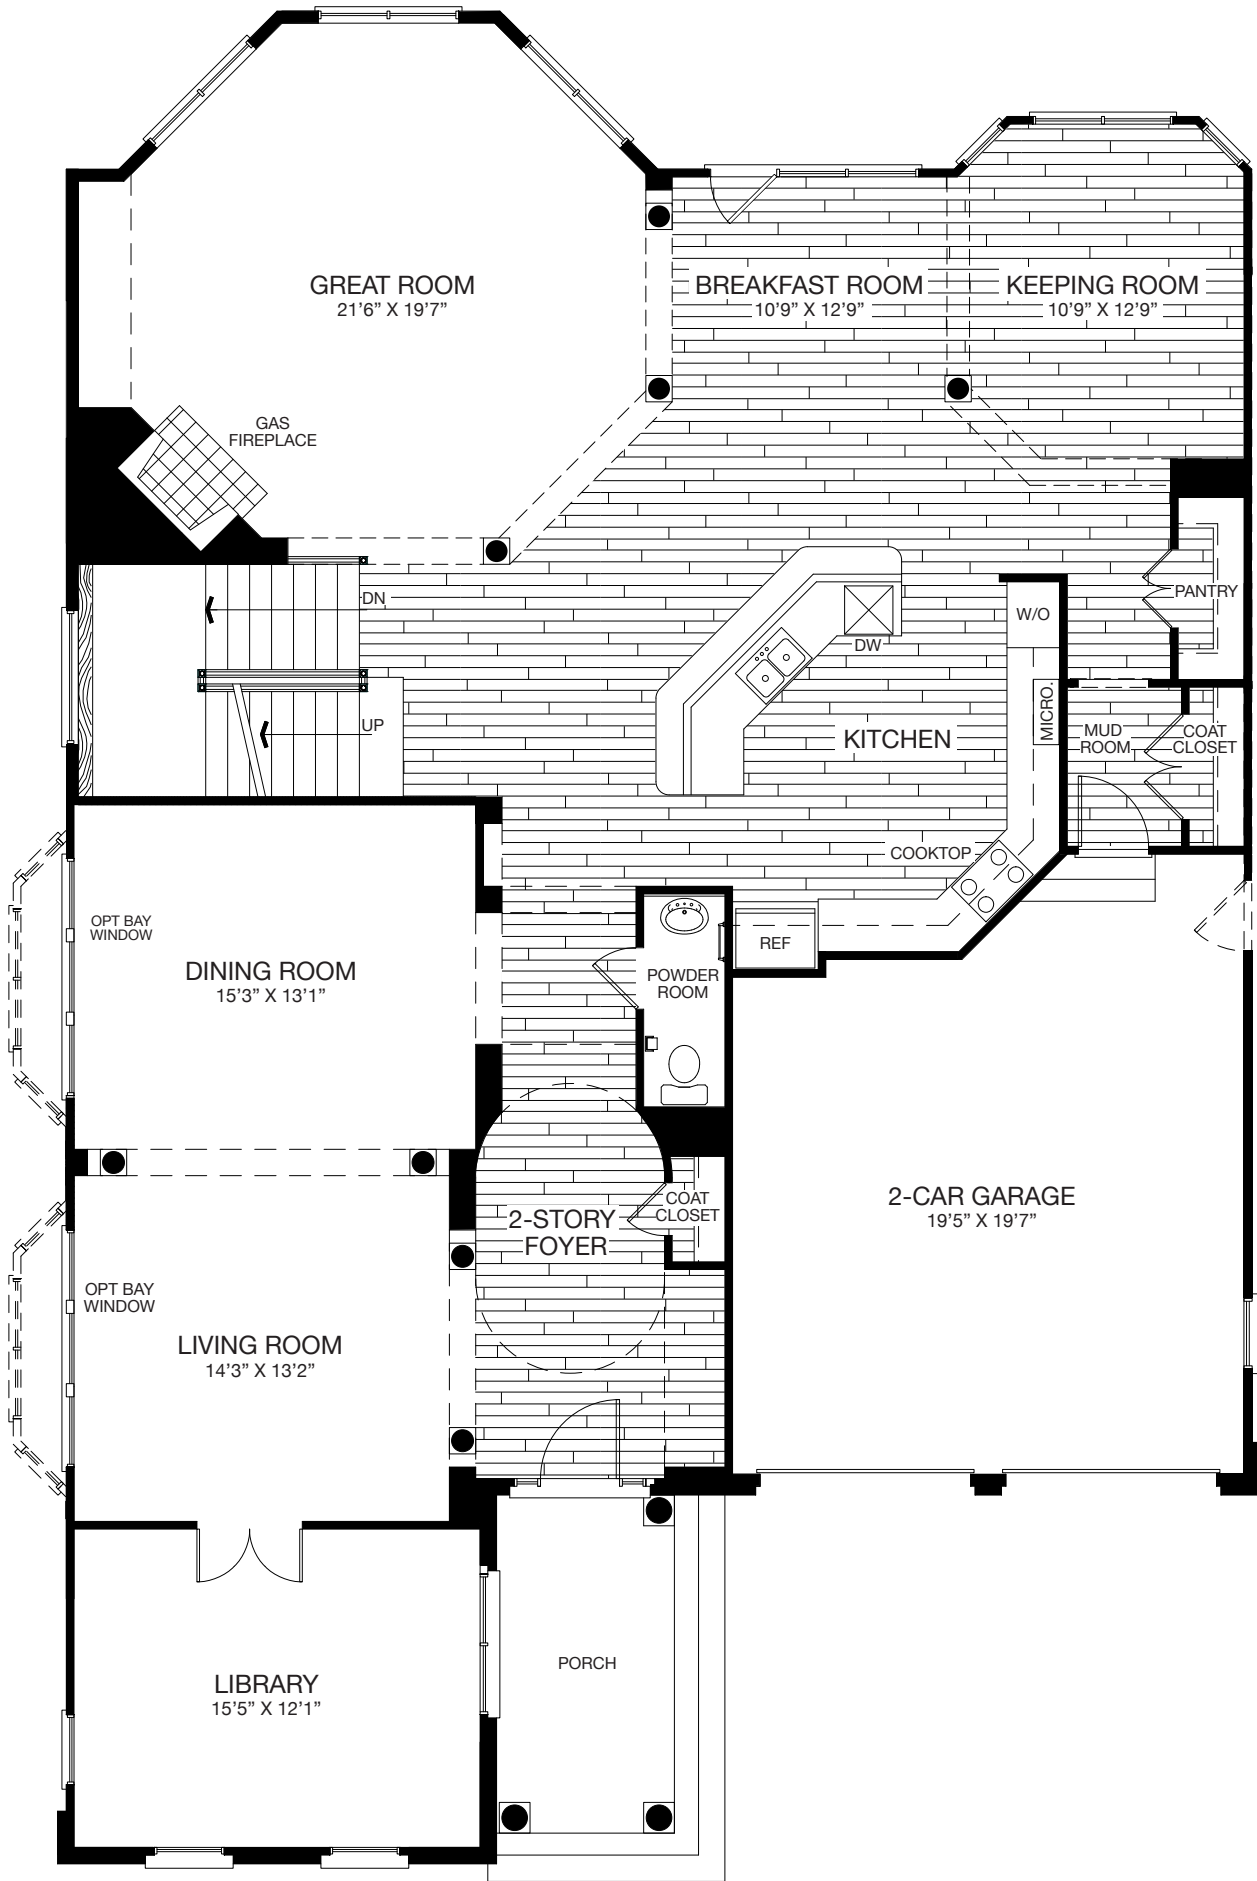 GREAT ROOM
21’6” X 19’7”
BREAKFAST ROOM
10’9” X 12’9”
KEEPING ROOM
10’9” X 12’9”
GAS
FIREPLACE
DN
UP
PANTRY
W/O
DW
MICRO.
KITCHEN
MUD
ROOM
COAT
CLOSET
COOKTOP
REF
OPT BAY
WINDOW
DINING ROOM
15’3” X 13’1”
POWDER
ROOM
COAT
CLOSET
2-STORY
FOYER
2-CAR GARAGE
19’5” X 19’7”
OPT BAY
WINDOW
LIVING ROOM
14’3” X 13’2”
PORCH
LIBRARY
15’5” X 12’1”